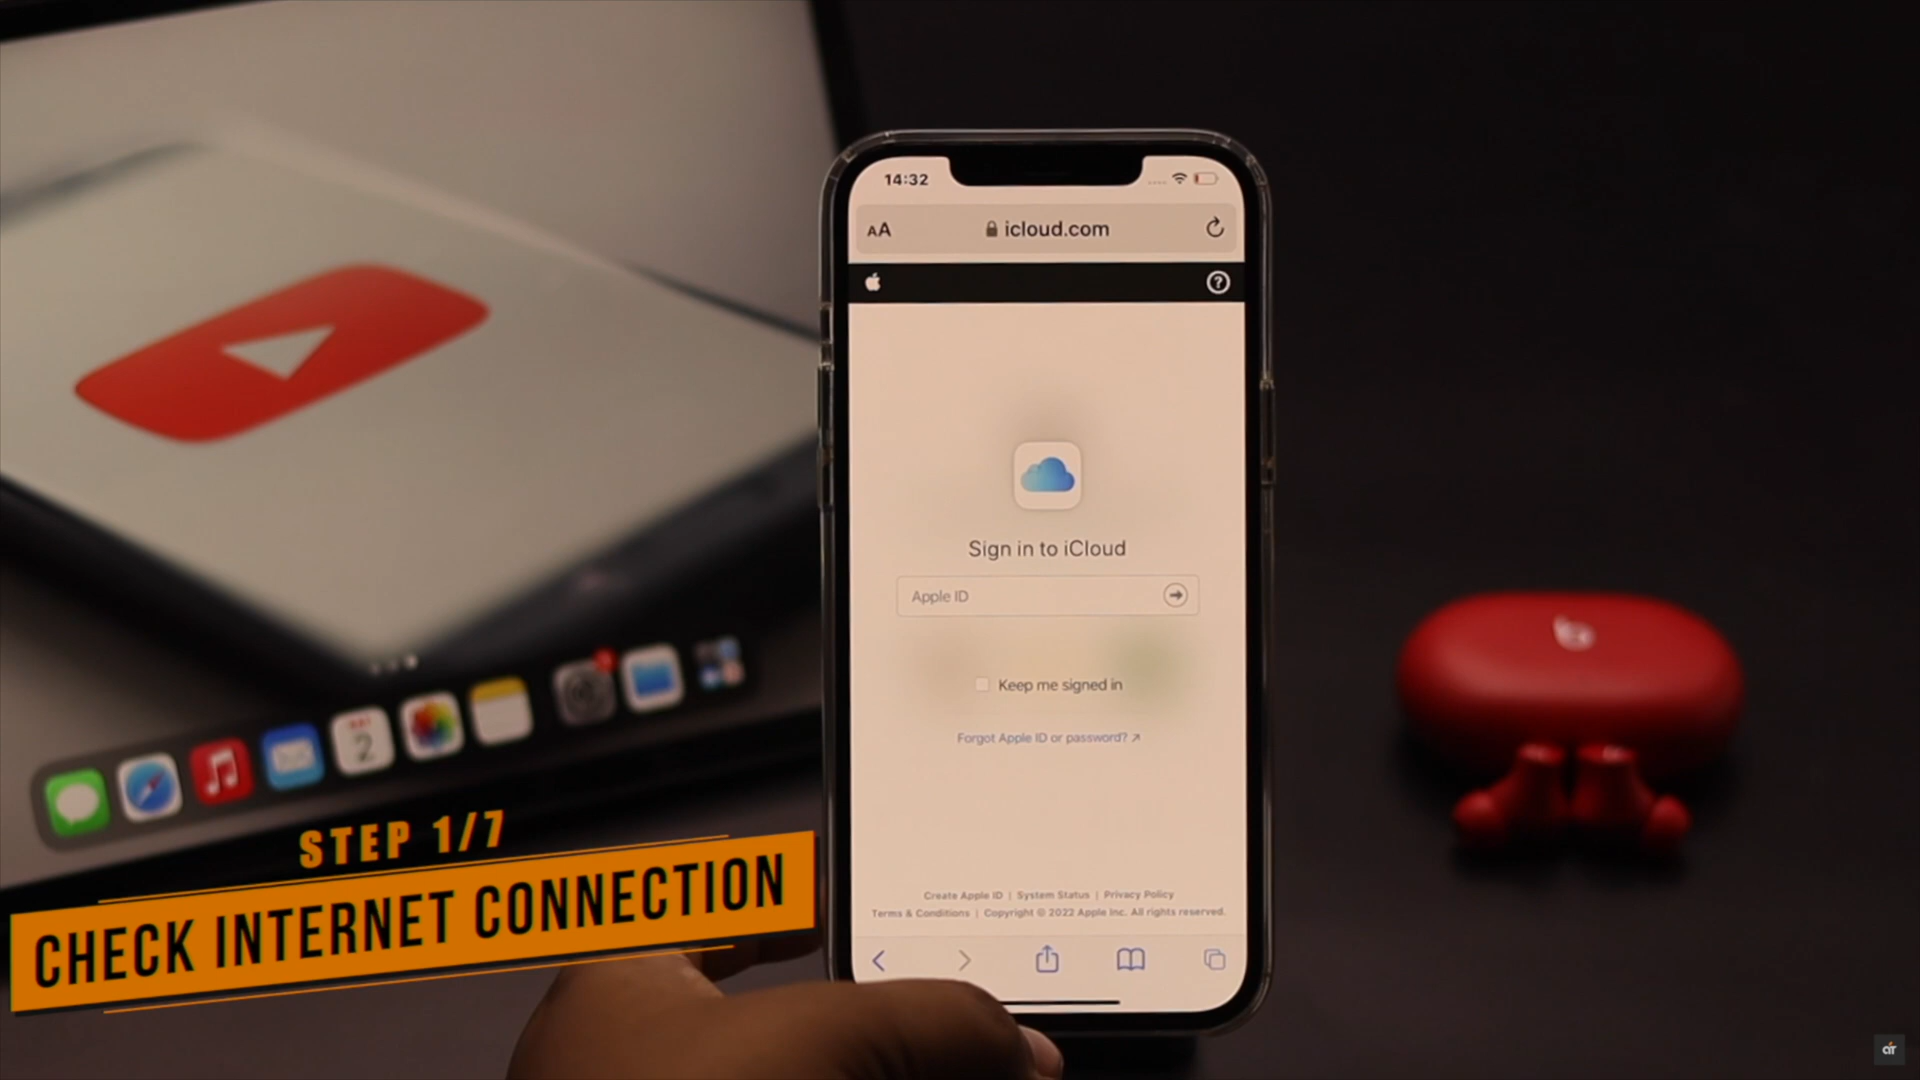 14:32
AA
icloud.com
Sign in to iCloud
Apple ID
Keep me signed in
Forgot Apple ID or password? ↗
Create Apple ID | System Status | Privacy Policy
Terms & Conditions | Copyright © 2022 Apple Inc. All rights reserved.
2
STEP 1/7
CHECK INTERNET CONNECTION
b
aır